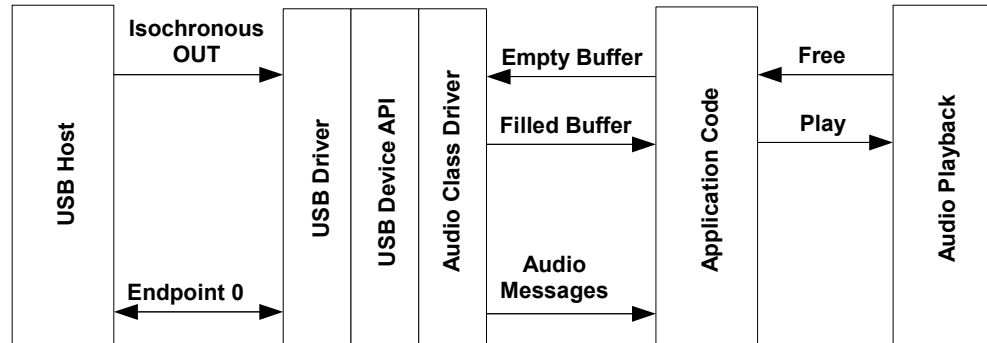 USB Host
Isochronous
OUT
Endpoint 0
USB Driver
USB Device API
Audio Class Driver
Empty Buffer
Filled Buffer
Audio
Messages
Application Code
Free
Play
Audio Playback